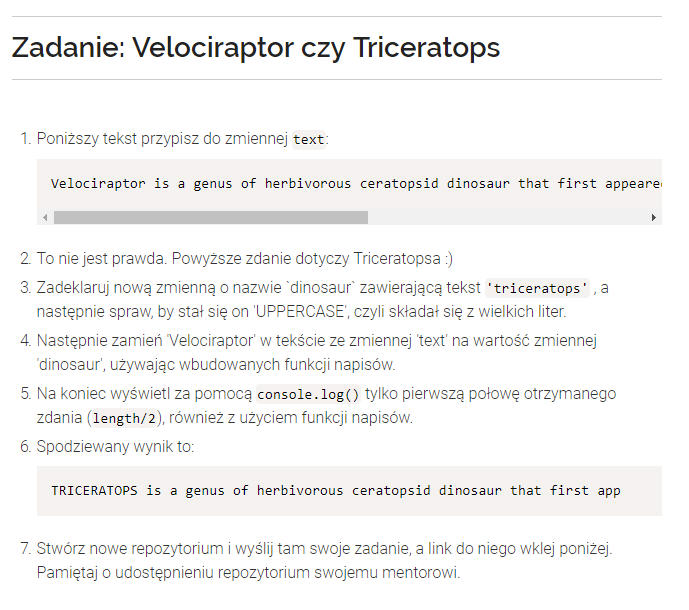 Zadanie: Velociraptor czy Triceratops
1. Poniższy tekst przypisz do zmiennej text:
Velociraptor is a genus of herbivorous ceratopsid dinosaur that first appeare
2. To nie jest prawda. Powyższe zdanie dotyczy Triceratopsa :)
3. Zadeklaruj nową zmienną o nazwie `dinosaur` zawierającą tekst 'triceratops' , a
następnie spraw, by stał się on 'UPPERCASE', czyli składał się z wielkich liter.
4. Następnie zamień 'Velociraptor' w tekście ze zmiennej 'text' na wartość zmiennej
'dinosaur', używając wbudowanych funkcji napisów.
5. Na koniec wyświetl za pomocą console.log() tylko pierwszą połowę otrzymanego
zdania (length/2), również z użyciem funkcji napisów.
6. Spodziewany wynik to:
TRICERATOPS is a genus of herbivorous ceratopsid dinosaur that first app
7. Stwórz nowe repozytorium i wyślij tam swoje zadanie, a link do niego wklej poniżej.
Pamiętaj o udostępnieniu repozytorium swojemu mentorowi.